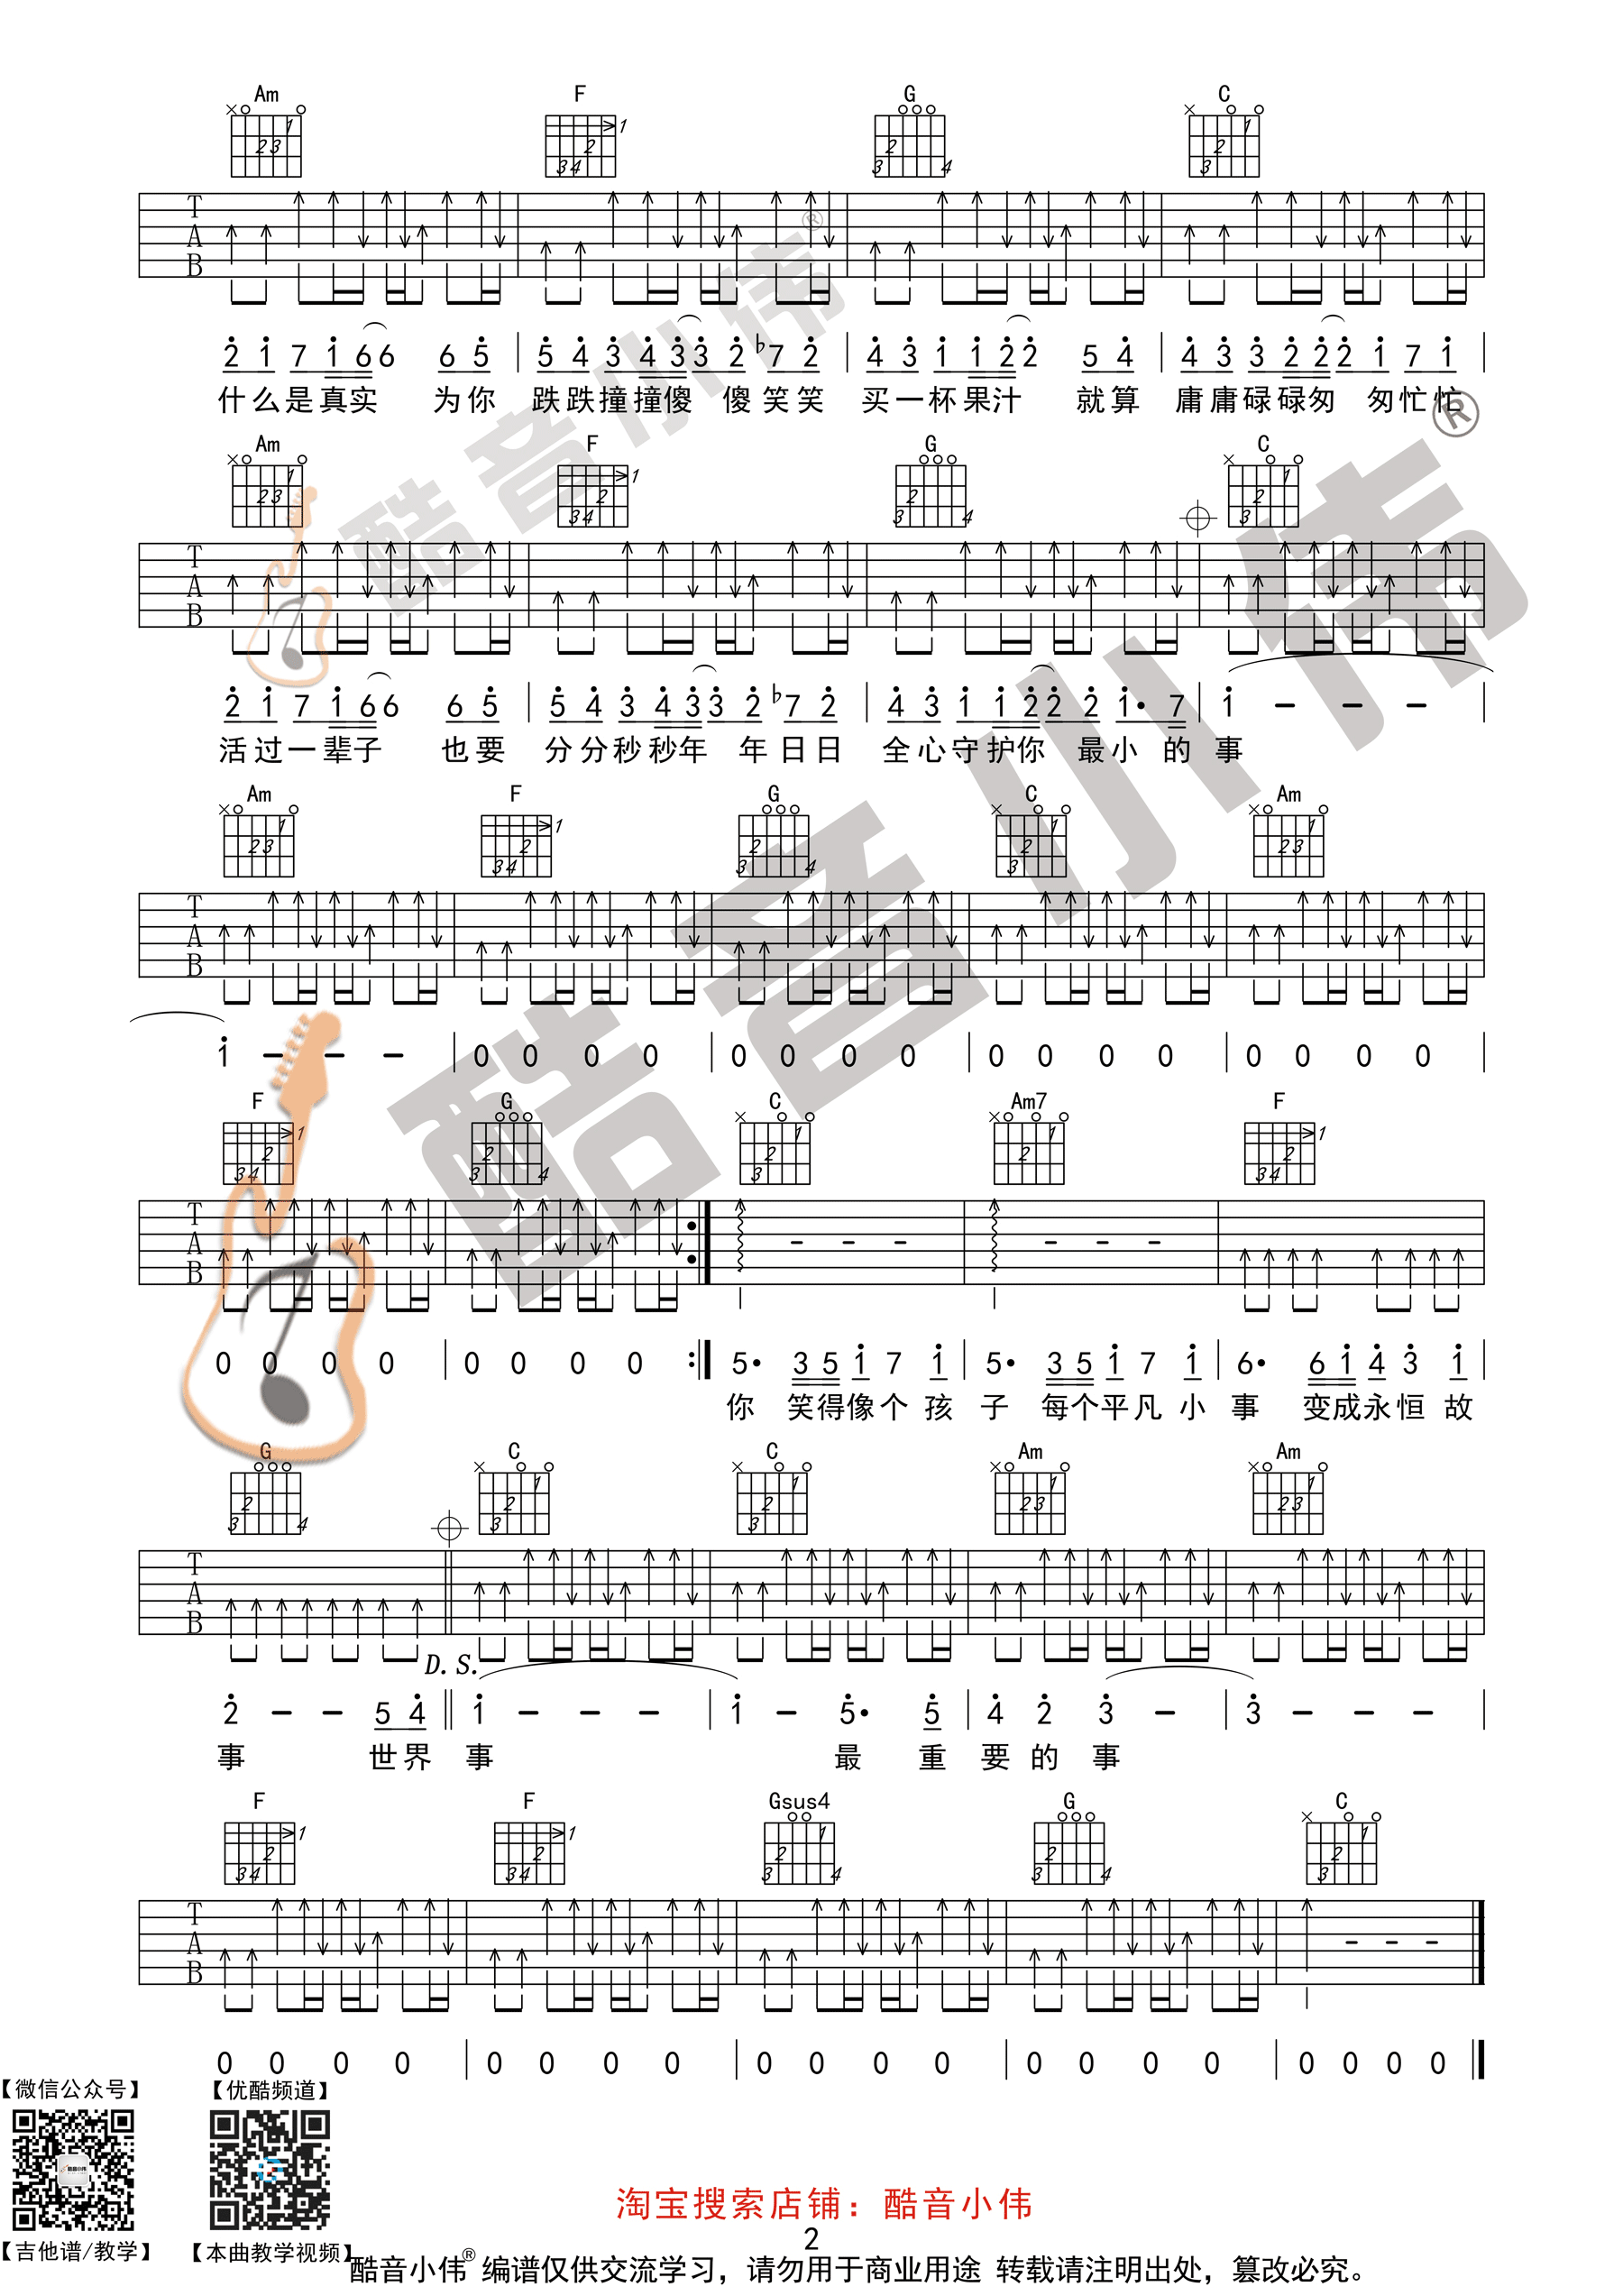 Am F G C
2 1 7 1 6 6 6 5 5 4 3 4 3 3 2 ♭7 2 4 3 1 1 2 2 5 4 4 3 3 2 2 2 1 7 1
什么是真实 为你 跌跌撞撞傻 傻笑笑 买一杯果汁 就算 庸庸碌碌匆 匆忙忙
Am F G C
2 1 7 1 6 6 6 5 5 4 3 4 3 3 2 ♭7 2 4 3 1 1 2 2 2 1· 7 1 - - -
活过一辈子 也要 分分秒秒年 年日日 全心守护你 最小 的 事
Am F G C Am
1 - - - 0 0 0 0 0 0 0 0 0 0 0 0 0 0 0 0
F G C Am7 F
0 0 0 0 0 0 0 0 5· 3 5 1 7 1 5· 3 5 1 7 1 6· 6 1 4 3 1
你 笑得像个 孩 子 每个平凡 小 事 变成永恒 故
G C C Am Am
D. S.
2 - - 5 4 1 - - - 1 - 5· 5 4 2 3 - 3 - - -
事 世界 事 最 重 要 的 事
F F Gsus4 G C
0 0 0 0 0 0 0 0 0 0 0 0 0 0 0 0 0 0 0 0
【微信公众号】 【优酷频道】
【吉他谱/教学】 【本曲教学视频】
淘宝搜索店铺：酷音小伟
2
酷音小伟® 编谱仅供交流学习，请勿用于商业用途 转载请注明出处，篡改必究。
酷音小伟®
酷音小伟®